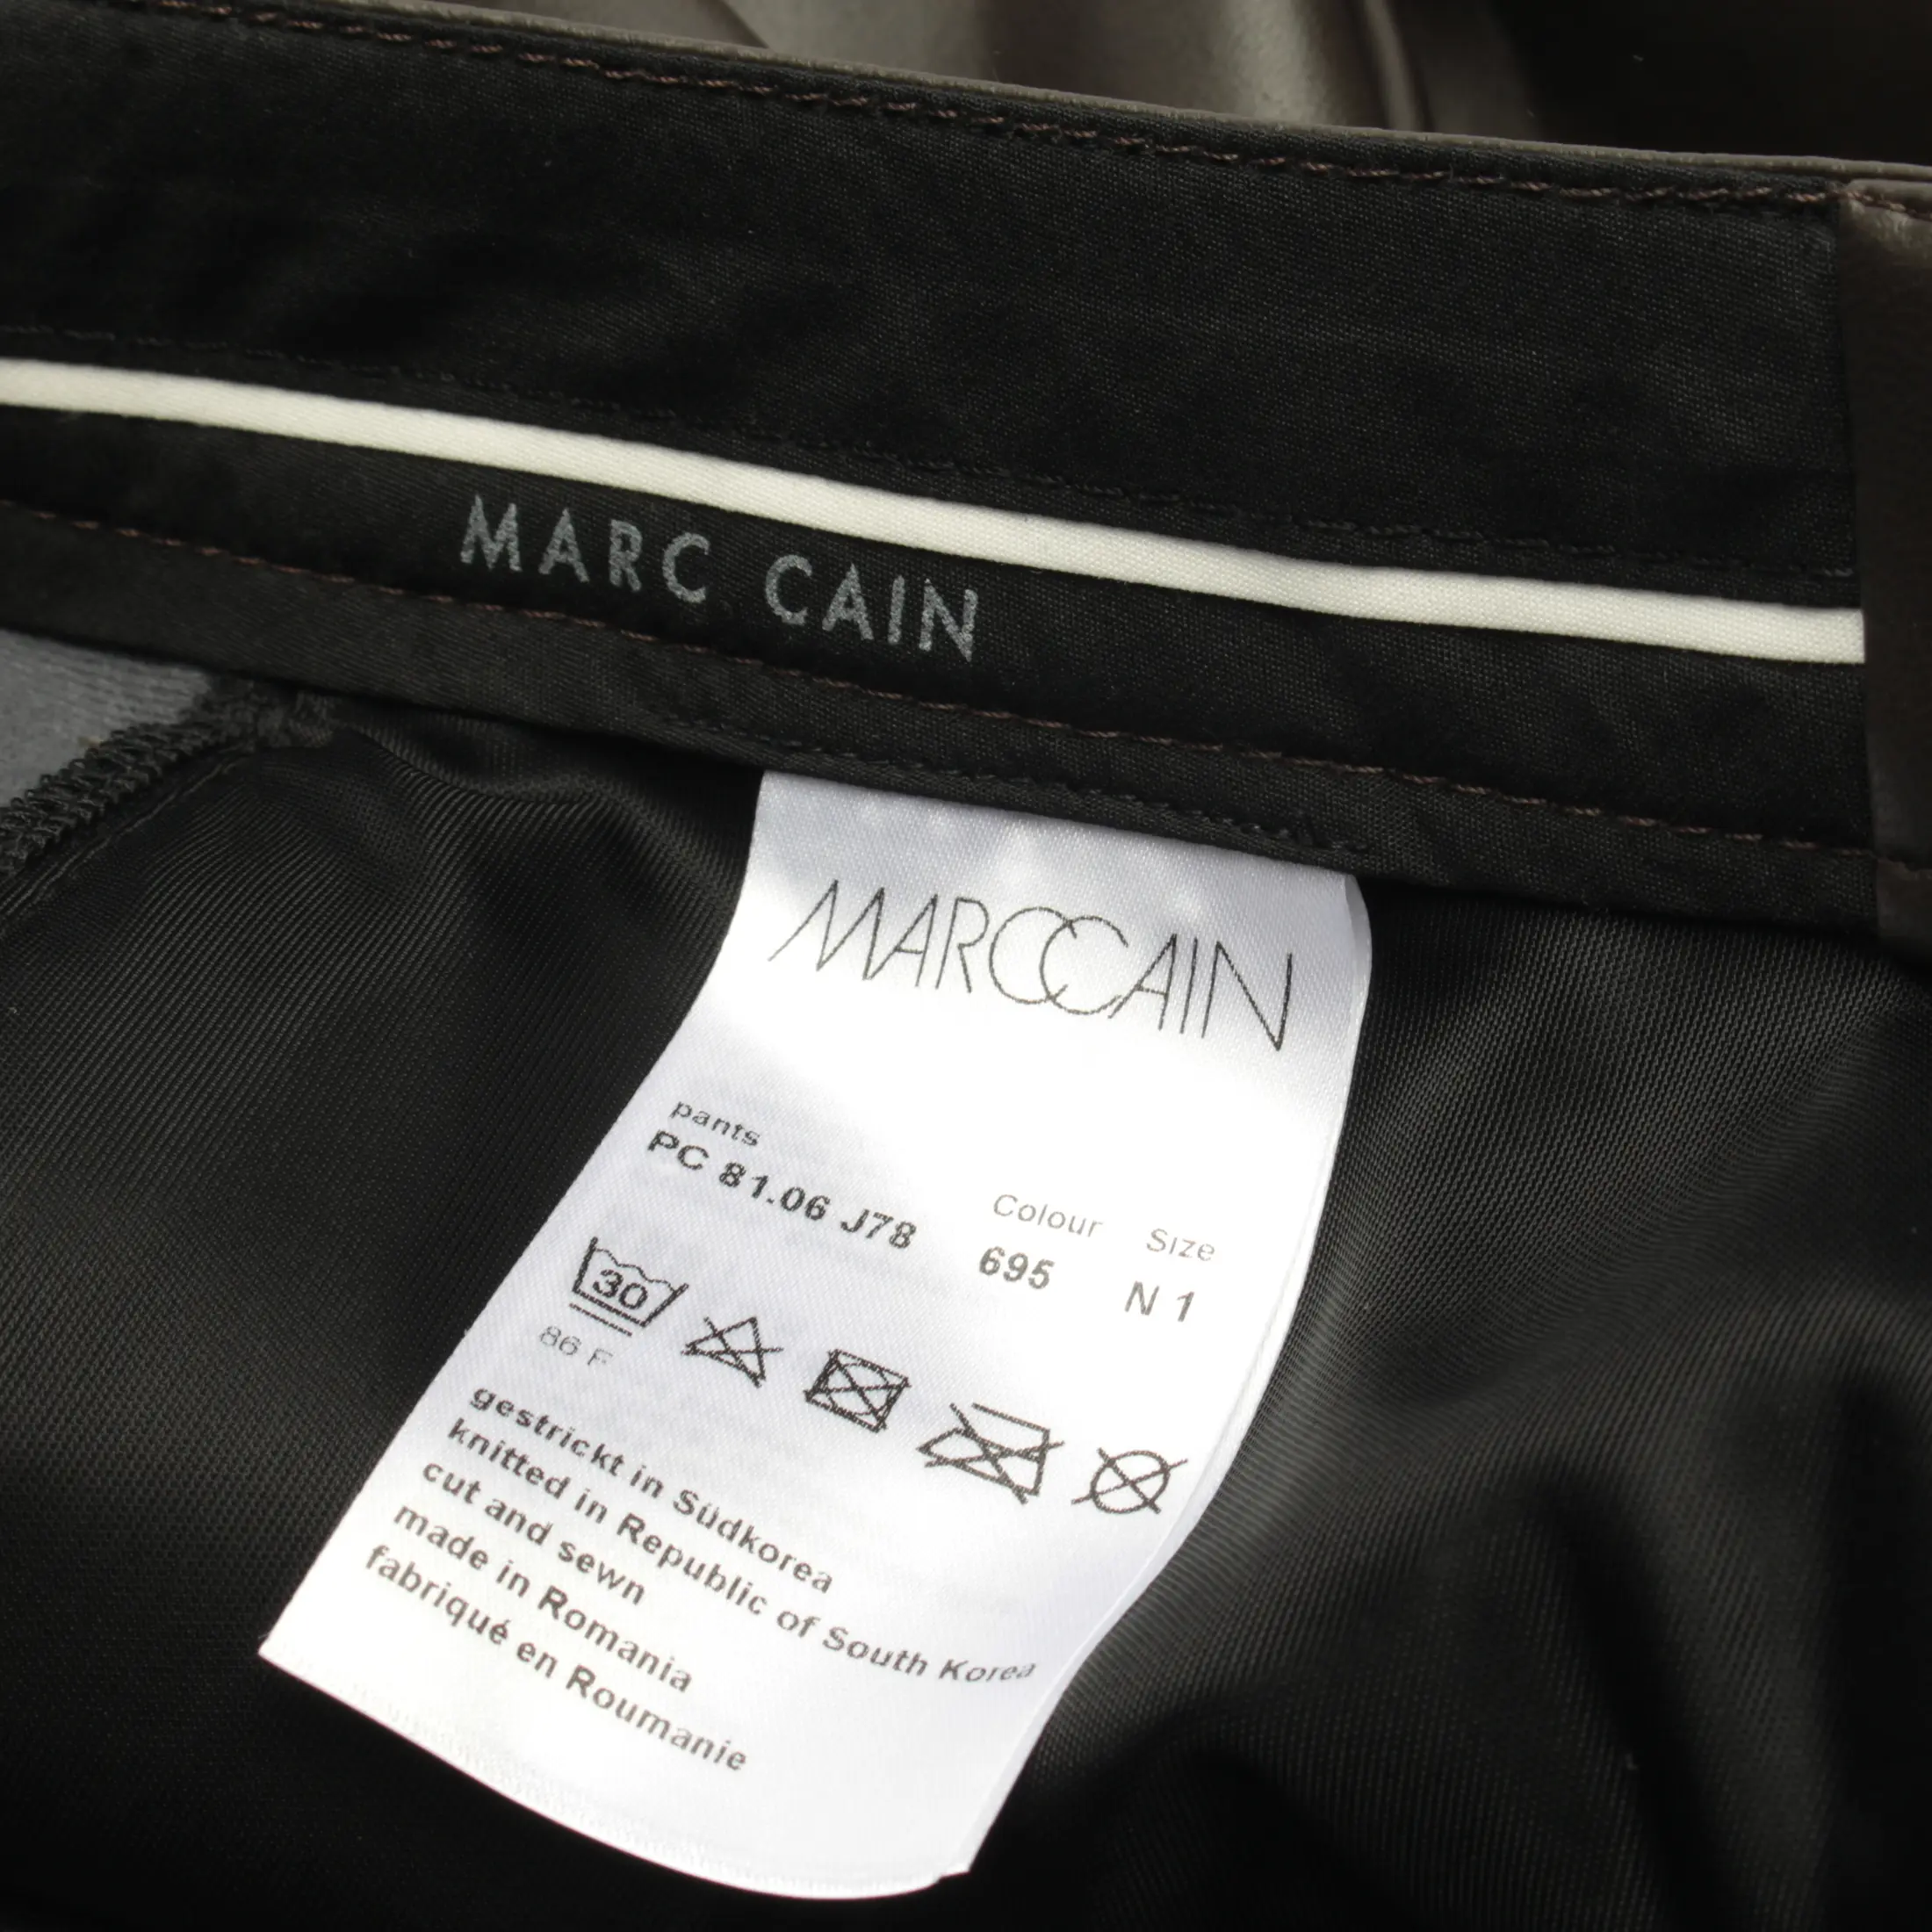 MARC CAIN
MARCCAIN
pants
PC 81.06 J78
Colour Size
695 N 1
30
86 F
gestrickt in Südkorea
knitted in Republic of South Korea
cut and sewn
made in Romania
fabriqué en Roumanie